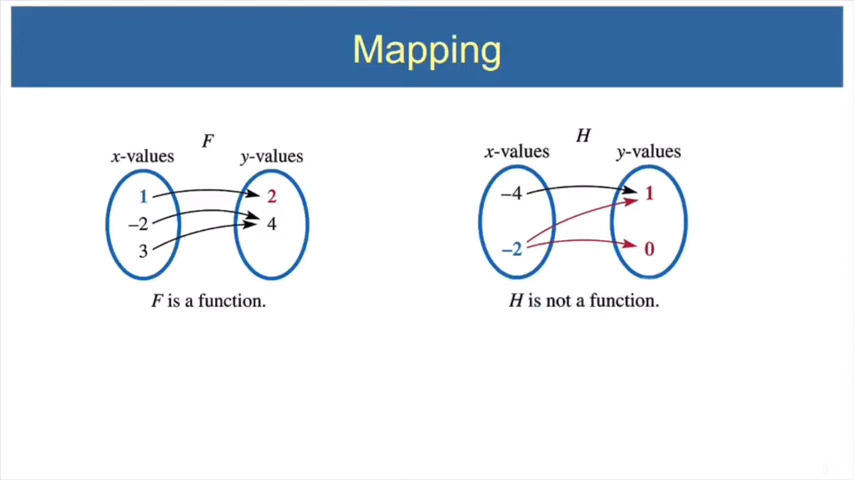 Mapping
F
x-values y-values
1 2
–2 4
3
F is a function.
H
x-values y-values
–4 1
–2 0
H is not a function.